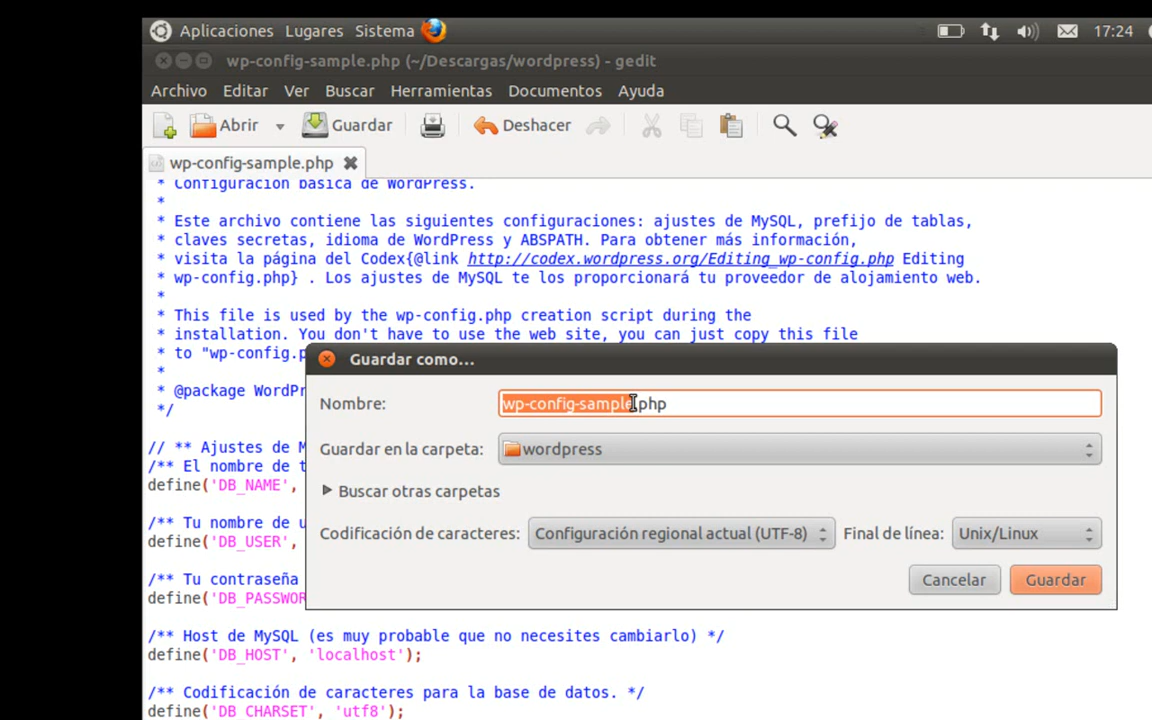 Aplicaciones Lugares Sistema 17:24
wp-config-sample.php (~/Descargas/wordpress) - gedit
Archivo Editar Ver Buscar Herramientas Documentos Ayuda
Abrir Guardar Deshacer
wp-config-sample.php
* Configuración básica de WordPress.
*
* Este archivo contiene las siguientes configuraciones: ajustes de MySQL, prefijo de tablas,
* claves secretas, idioma de WordPress y ABSPATH. Para obtener más información,
* visita la página del Codex{@link http://codex.wordpress.org/Editing_wp-config.php Editing
* wp-config.php} . Los ajustes de MySQL te los proporcionará tu proveedor de alojamiento web.
*
* This file is used by the wp-config.php creation script during the
* installation. You don't have to use the web site, you can just copy this file
* to "wp-config.p
*
* @package WordPr
*/
// ** Ajustes de M
/** El nombre de t
define('DB_NAME',
/** Tu nombre de u
define('DB_USER',
/** Tu contraseña
define('DB_PASSWOR
/** Host de MySQL (es muy probable que no necesites cambiarlo) */
define('DB_HOST', 'localhost');
/** Codificación de caracteres para la base de datos. */
define('DB_CHARSET', 'utf8');
Guardar como...
Nombre: wp-config-sample.php
Guardar en la carpeta: wordpress
Buscar otras carpetas
Codificación de caracteres: Configuración regional actual (UTF-8) Final de línea: Unix/Linux
Cancelar Guardar